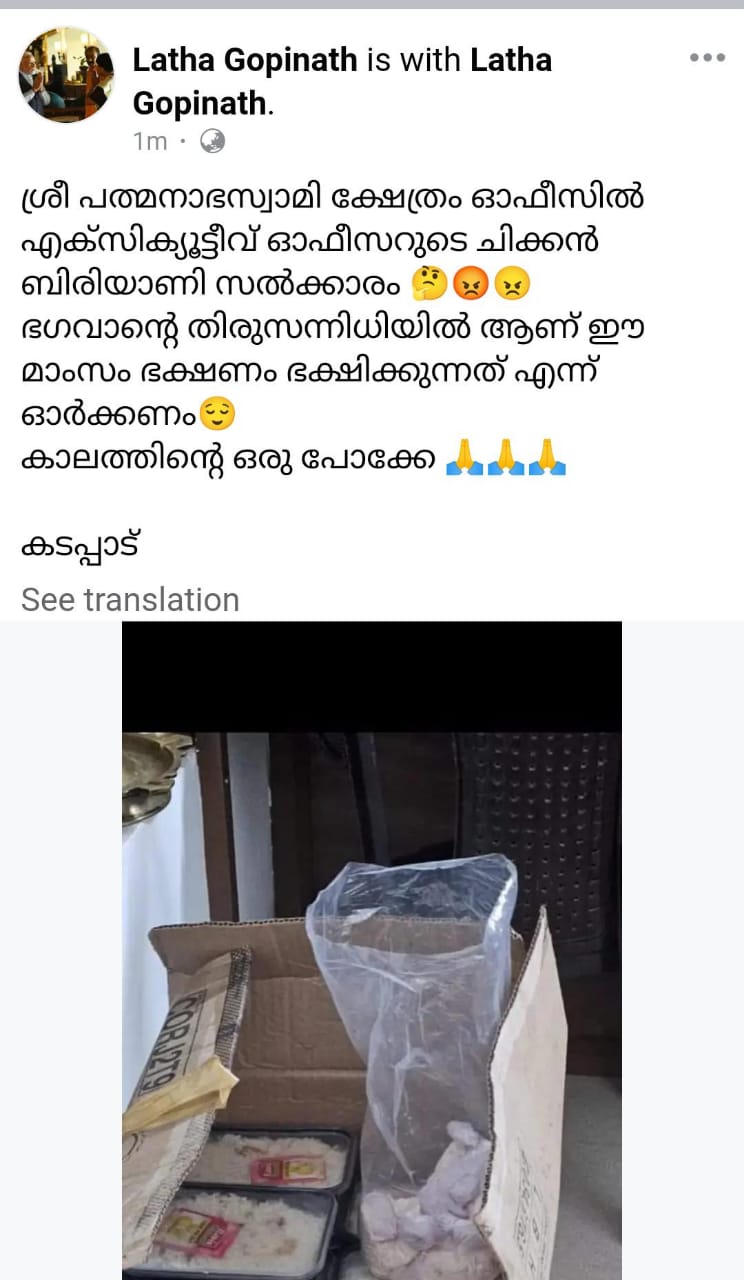 Latha Gopinath is with Latha
Gopinath.
1m ·
ശ്രീ പത്മനാഭസ്വാമി ക്ഷേത്രം ഓഫീസിൽ
എക്സിക്യൂട്ടീവ് ഓഫീസറുടെ ചിക്കൻ
ബിരിയാണി സൽക്കാരം 🤔😡😠
ഭഗവാന്റെ തിരുസന്നിധിയിൽ ആണ് ഈ
മാംസം ഭക്ഷണം ഭക്ഷിക്കുന്നത് എന്ന്
ഓർക്കണം😌
കാലത്തിന്റെ ഒരു പോക്കേ 🙏🙏🙏
കടപ്പാട്
See translation